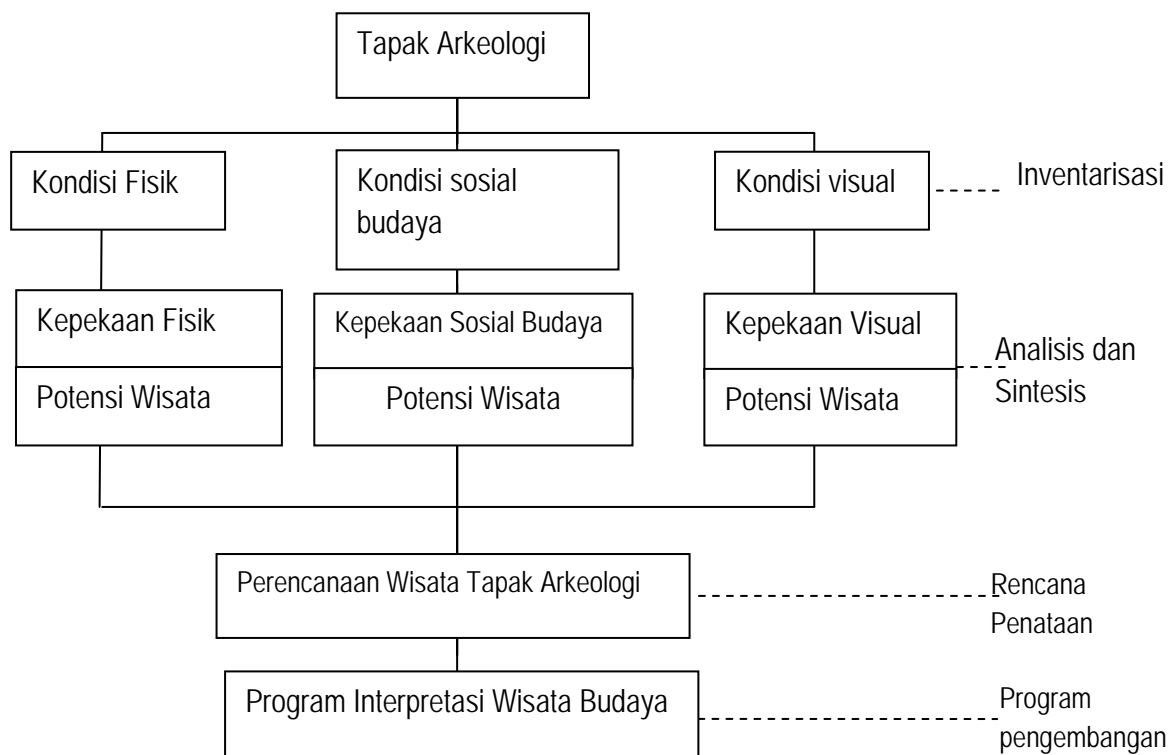 Tapak Arkeologi
Kondisi Fisik
Kondisi sosial
budaya
Kondisi visual
Inventarisasi
Kepekaan Fisik
Potensi Wisata
Kepekaan Sosial Budaya
Potensi Wisata
Kepekaan Visual
Potensi Wisata
Analisis dan
Sintesis
Perencanaan Wisata Tapak Arkeologi
Rencana
Penataan
Program Interpretasi Wisata Budaya
Program
pengembangan